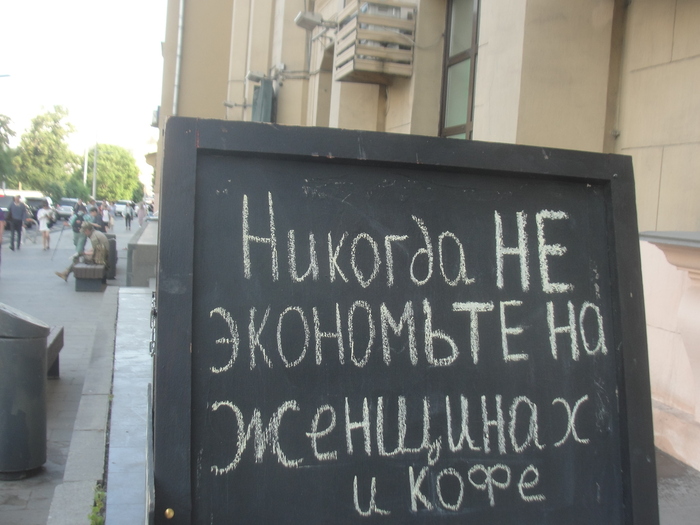 Никогда НЕ
экономьТЕ на
женщинах
и кофе